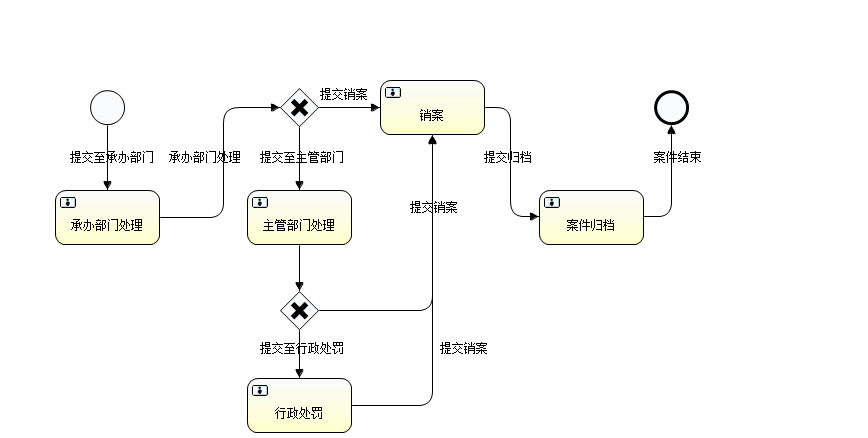 提交销案
销案
提交至承办部门
承办部门处理
提交至主管部门
提交归档
案件结束
承办部门处理
主管部门处理
提交销案
案件归档
提交至行政处罚
提交销案
行政处罚